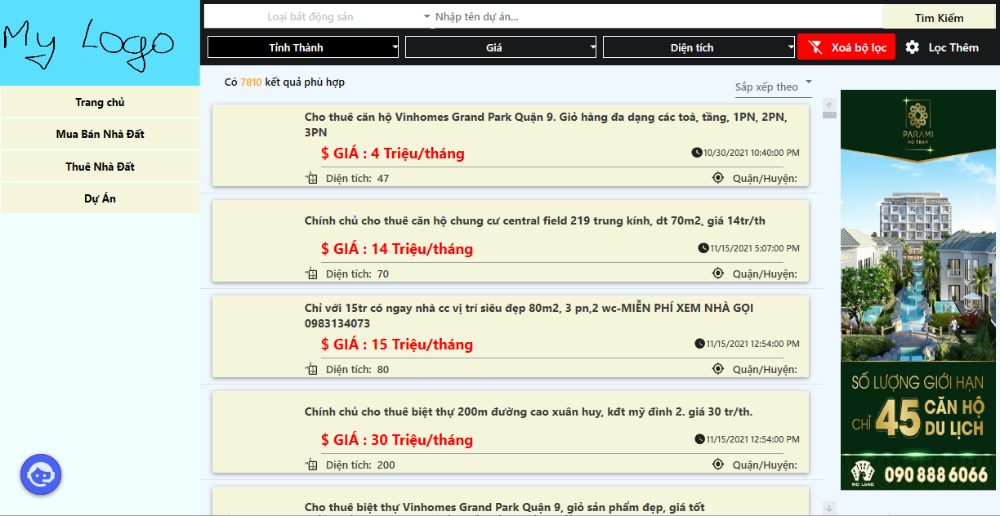 My Logo
Loại bất động sản
Nhập tên dự án...
Tìm Kiếm
Tỉnh Thành
Giá
Diện tích
Xoá bộ lọc
Lọc Thêm
Trang chủ
Mua Bán Nhà Đất
Thuê Nhà Đất
Dự Án
Có 7810 kết quả phù hợp
Sắp xếp theo
Cho thuê căn hộ Vinhomes Grand Park Quận 9. Giỏ hàng đa dạng các toà, tầng, 1PN, 2PN,
3PN
$ GIÁ : 4 Triệu/tháng
10/30/2021 10:40:00 PM
Diện tích: 47
Quận/Huyện:
Chính chủ cho thuê căn hộ chung cư central field 219 trung kính, dt 70m2, giá 14tr/th
$ GIÁ : 14 Triệu/tháng
11/15/2021 5:07:00 PM
Diện tích: 70
Quận/Huyện:
Chỉ với 15tr có ngay nhà cc vị trí siêu đẹp 80m2, 3 pn,2 wc-MIỄN PHÍ XEM NHÀ GỌI
0983134073
$ GIÁ : 15 Triệu/tháng
11/15/2021 12:54:00 PM
Diện tích: 80
Quận/Huyện:
Chính chủ cho thuê biệt thự 200m đường cao xuân huy, kđt mỹ đình 2. giá 30 tr/th.
$ GIÁ : 30 Triệu/tháng
11/15/2021 12:54:00 PM
Diện tích: 200
Quận/Huyện:
Cho thuê biệt thự Vinhomes Grand Park Quận 9, giỏ sản phẩm đẹp, giá tốt
PARAMI
HO TRAM
SỐ LƯỢNG GIỚI HẠN
CHỈ 45 CĂN HỘ
DU LỊCH
RIO LAND
090 888 6066